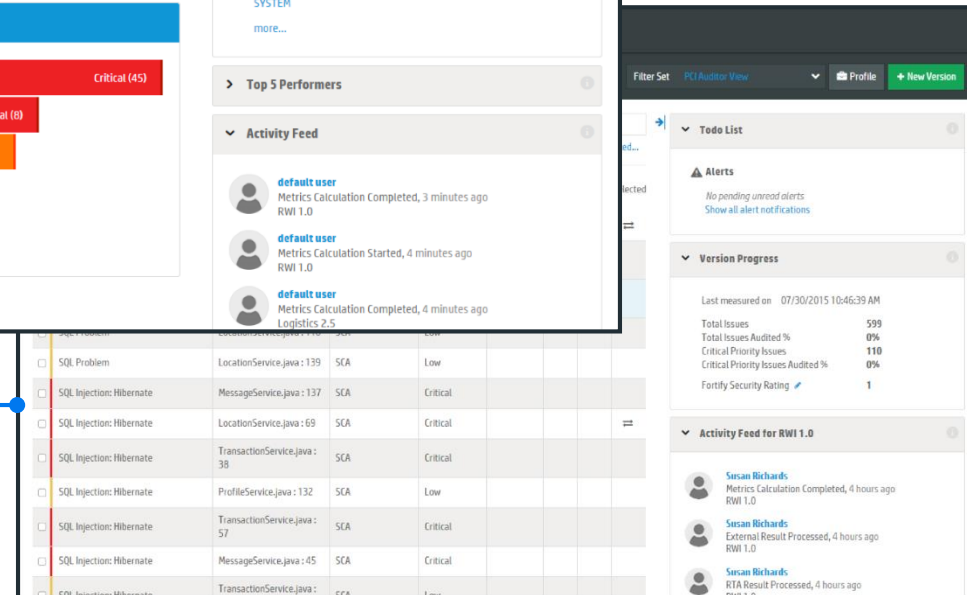 SYSTEM
more...
Critical (45)
al (8)
Top 5 Performers
Activity Feed
default user
Metrics Calculation Completed, 3 minutes ago
RWI 1.0
default user
Metrics Calculation Started, 4 minutes ago
RWI 1.0
default user
Metrics Calculation Completed, 4 minutes ago
Logistics 2.5
Filter Set PCI Auditor View Profile + New Version
ed...
lected
Todo List
Alerts
No pending unread alerts
Show all alert notifications
Version Progress
Last measured on 07/30/2015 10:46:39 AM
Total Issues 599
Total Issues Audited % 0%
Critical Priority Issues 110
Critical Priority Issues Audited % 0%
Fortify Security Rating 1
Activity Feed for RWI 1.0
Susan Richards
Metrics Calculation Completed, 4 hours ago
RWI 1.0
Susan Richards
External Result Processed, 4 hours ago
RWI 1.0
Susan Richards
RTA Result Processed, 4 hours ago
SQL Problem LocationService.java : 139 SCA Low
SQL Injection: Hibernate MessageService.java : 137 SCA Critical
SQL Injection: Hibernate LocationService.java : 69 SCA Critical
SQL Injection: Hibernate TransactionService.java : SCA Critical
38
SQL Injection: Hibernate ProfileService.java : 132 SCA Low
SQL Injection: Hibernate TransactionService.java : SCA Critical
57
SQL Injection: Hibernate MessageService.java : 45 SCA Critical
SQL Injection: Hibernate TransactionService.java : SCA Low